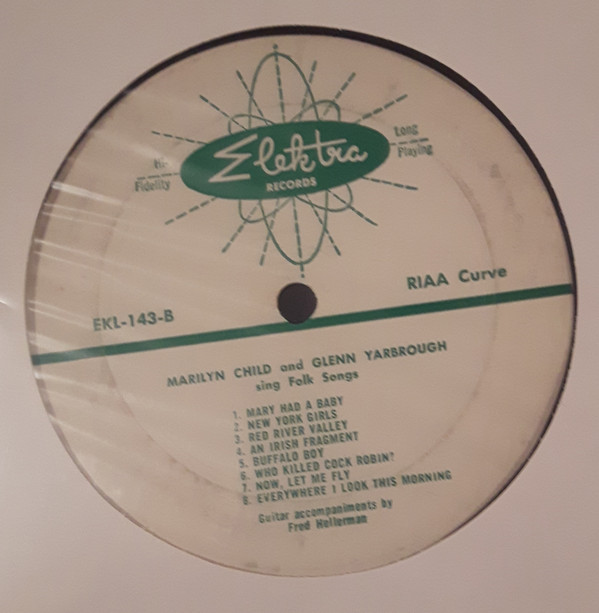 Elektra
RECORDS
Hi-
Fidelity
Long
Playing
RIAA Curve
EKL-143-B
MARILYN CHILD and GLENN YARBROUGH
sing Folk Songs
1. MARY HAD A BABY
2. NEW YORK GIRLS
3. RED RIVER VALLEY
4. AN IRISH FRAGMENT
5. BUFFALO BOY
6. WHO KILLED COCK ROBIN?
7. NOW, LET ME FLY
8. EVERYWHERE I LOOK THIS MORNING
Guitar accompaniments by
Fred Hellerman